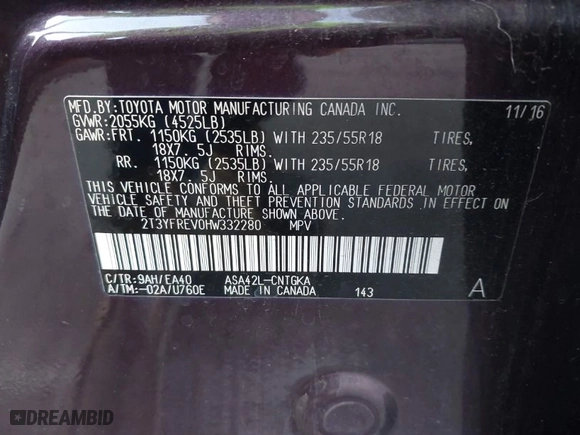 MFD.BY:TOYOTA MOTOR MANUFACTURING CANADA INC. 11/16
GVWR:2055KG (4525LB)
GAWR:FRT. 1150KG (2535LB) WITH 235/55R18 TIRES,
18X7. 5J RIMS.
RR. 1150KG (2535LB) WITH 235/55R18 TIRES,
18X7. 5J RIMS.
THIS VEHICLE CONFORMS TO ALL APPLICABLE FEDERAL MOTOR
VEHICLE SAFETY AND THEFT PREVENTION STANDARDS IN EFFECT
ON THE DATE OF MANUFACTURE SHOWN ABOVE.
2T3YFREV0HW332280 MPV
C/TR:9AH/EA40 ASA42L-CNTGKA
A/TM:-02A/U760E MADE IN CANADA 143 A
DREAMBID